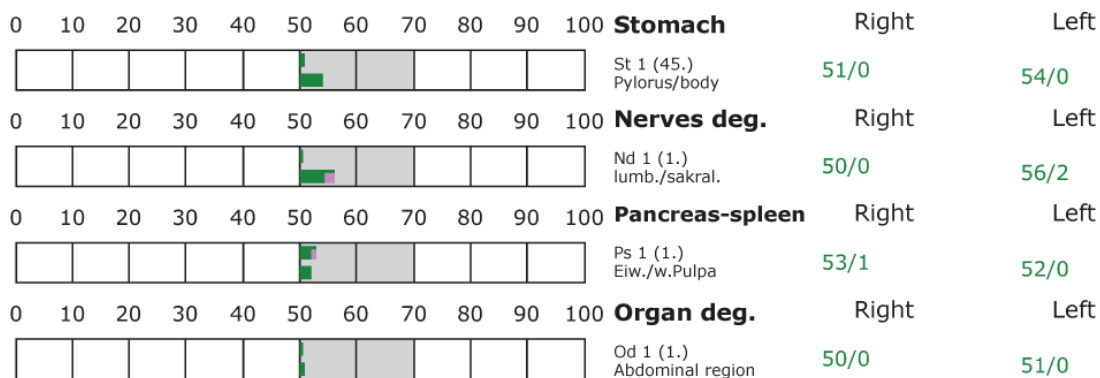 0 10 20 30 40 50 60 70 80 90 100 Stomach Right Left
St 1 (45.)
Pylorus/body
51/0 54/0
0 10 20 30 40 50 60 70 80 90 100 Nerves deg. Right Left
Nd 1 (1.)
lumb./sakral.
50/0 56/2
0 10 20 30 40 50 60 70 80 90 100 Pancreas-spleen Right Left
Ps 1 (1.)
Eiw./w.Pulpa
53/1 52/0
0 10 20 30 40 50 60 70 80 90 100 Organ deg. Right Left
Od 1 (1.)
Abdominal region
50/0 51/0